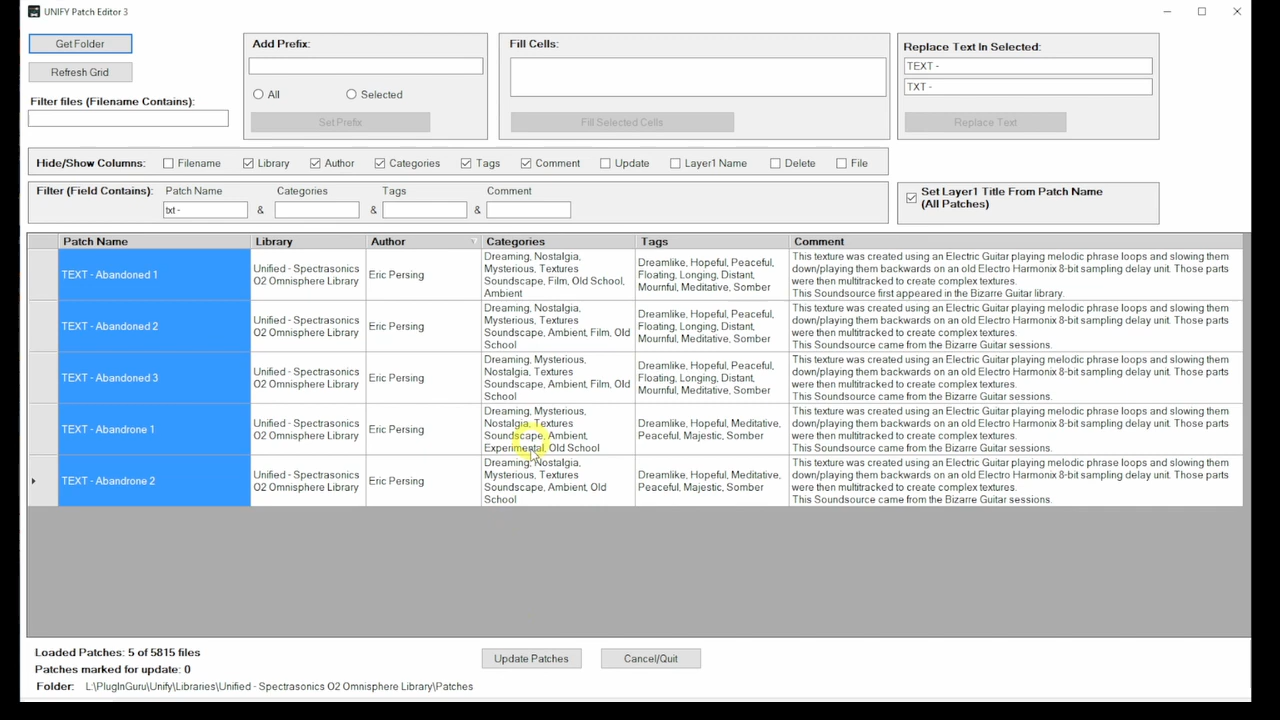 UNIFY Patch Editor 3
Get Folder
Refresh Grid
Filter files (Filename Contains):
Add Prefix:
All
Selected
Set Prefix
Fill Cells:
Fill Selected Cells
Replace Text In Selected:
TEXT -
TXT -
Replace Text
Hide/Show Columns:
Filename
Library
Author
Categories
Tags
Comment
Update
Layer1 Name
Delete
File
Filter (Field Contains):
Patch Name
Categories
Tags
Comment
txt -
&
&
&
Set Layer1 Title From Patch Name
(All Patches)
Patch Name
Library
Author
Categories
Tags
Comment
TEXT - Abandoned 1
Unified - Spectrasonics
O2 Omnisphere Library
Eric Persing
Dreaming, Nostalgia,
Mysterious, Textures
Soundscape, Film, Old School,
Ambient
Dreamlike, Hopeful, Peaceful,
Floating, Longing, Distant,
Mournful, Meditative, Somber
This texture was created using an Electric Guitar playing melodic phrase loops and slowing them
down/playing them backwards on an old Electro Harmonix 8-bit sampling delay unit. Those parts
were then multitracked to create complex textures.
This Soundsource first appeared in the Bizarre Guitar library.
TEXT - Abandoned 2
Unified - Spectrasonics
O2 Omnisphere Library
Eric Persing
Dreaming, Nostalgia,
Mysterious, Textures
Soundscape, Ambient, Film, Old
School
Dreamlike, Hopeful, Peaceful,
Floating, Longing, Distant,
Mournful, Meditative, Somber
This texture was created using an Electric Guitar playing melodic phrase loops and slowing them
down/playing them backwards on an old Electro Harmonix 8-bit sampling delay unit. Those parts
were then multitracked to create complex textures.
This Soundsource came from the Bizarre Guitar sessions.
TEXT - Abandoned 3
Unified - Spectrasonics
O2 Omnisphere Library
Eric Persing
Dreaming, Mysterious,
Nostalgia, Textures
Soundscape, Ambient, Film, Old
School
Dreamlike, Hopeful, Peaceful,
Floating, Longing, Distant,
Mournful, Meditative, Somber
This texture was created using an Electric Guitar playing melodic phrase loops and slowing them
down/playing them backwards on an old Electro Harmonix 8-bit sampling delay unit. Those parts
were then multitracked to create complex textures.
This Soundsource came from the Bizarre Guitar sessions.
TEXT - Abandrone 1
Unified - Spectrasonics
O2 Omnisphere Library
Eric Persing
Dreaming, Mysterious,
Nostalgia, Textures
Soundscape, Ambient,
Experimental, Old School
Dreamlike, Hopeful, Meditative,
Peaceful, Majestic, Somber
This texture was created using an Electric Guitar playing melodic phrase loops and slowing them
down/playing them backwards on an old Electro Harmonix 8-bit sampling delay unit. Those parts
were then multitracked to create complex textures.
This Soundsource came from the Bizarre Guitar sessions.
TEXT - Abandrone 2
Unified - Spectrasonics
O2 Omnisphere Library
Eric Persing
Dreaming, Nostalgia,
Mysterious, Textures
Soundscape, Ambient, Old
School
Dreamlike, Hopeful, Meditative,
Peaceful, Majestic, Somber
This texture was created using an Electric Guitar playing melodic phrase loops and slowing them
down/playing them backwards on an old Electro Harmonix 8-bit sampling delay unit. Those parts
were then multitracked to create complex textures.
This Soundsource came from the Bizarre Guitar sessions.
Loaded Patches: 5 of 5815 files
Patches marked for update: 0
Update Patches
Cancel/Quit
Folder: L:\PlugInGuru\Unify\Libraries\Unified - Spectrasonics O2 Omnisphere Library\Patches